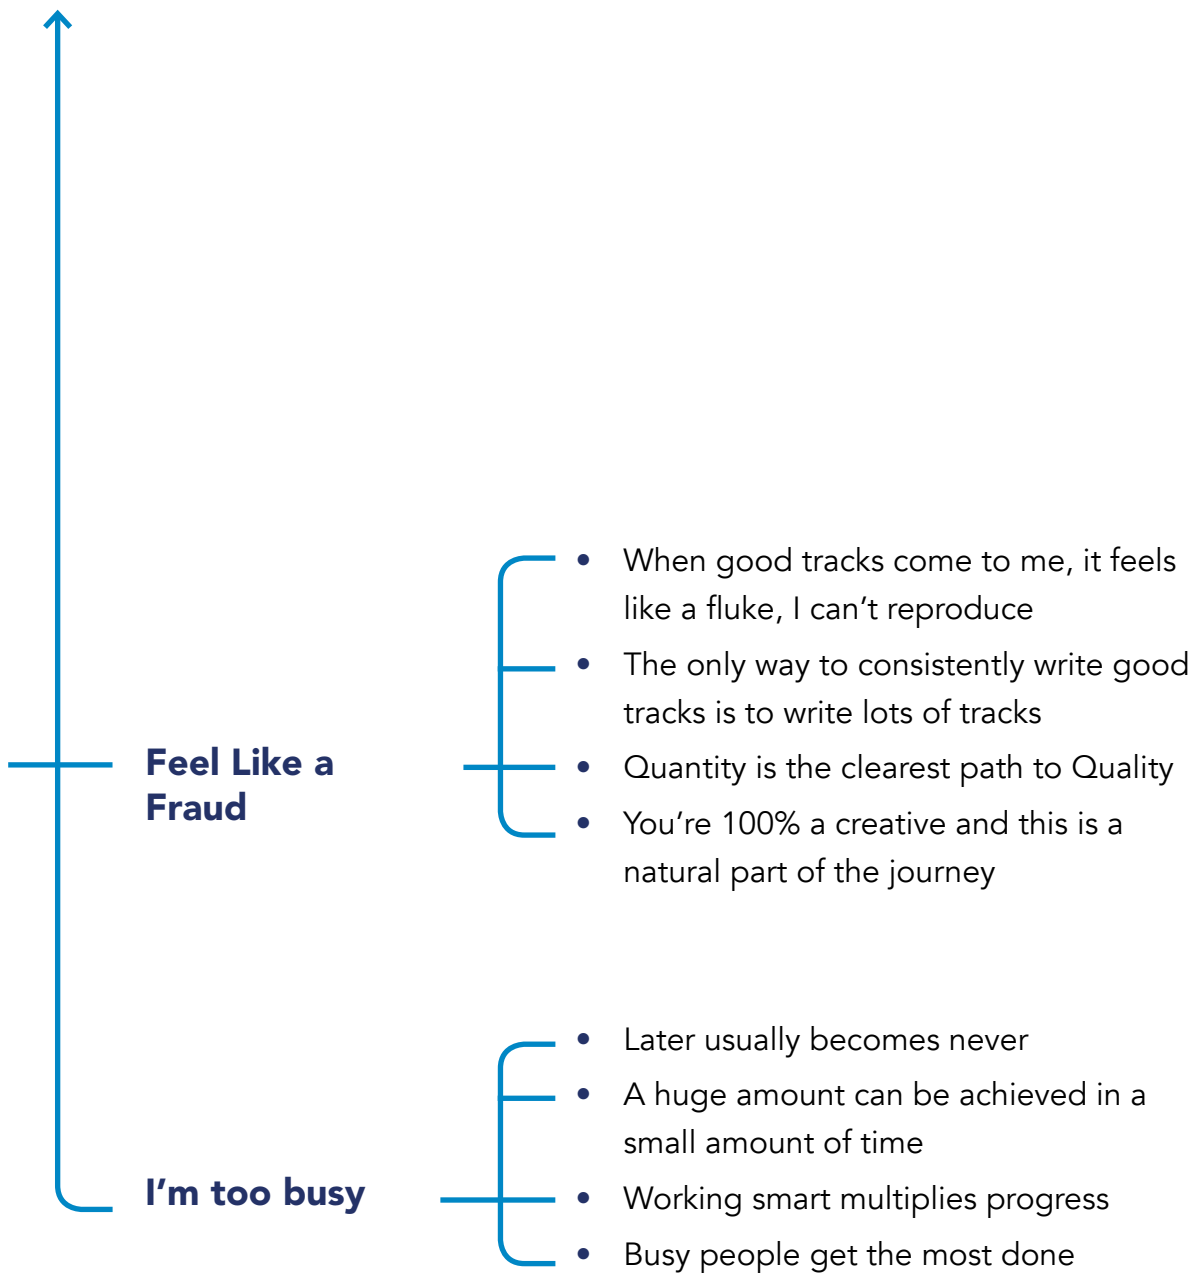 • When good tracks come to me, it feels
like a fluke, I can’t reproduce
• The only way to consistently write good
tracks is to write lots of tracks
Feel Like a
Fraud
• Quantity is the clearest path to Quality
• You’re 100% a creative and this is a
natural part of the journey
• Later usually becomes never
• A huge amount can be achieved in a
small amount of time
I’m too busy
• Working smart multiplies progress
• Busy people get the most done